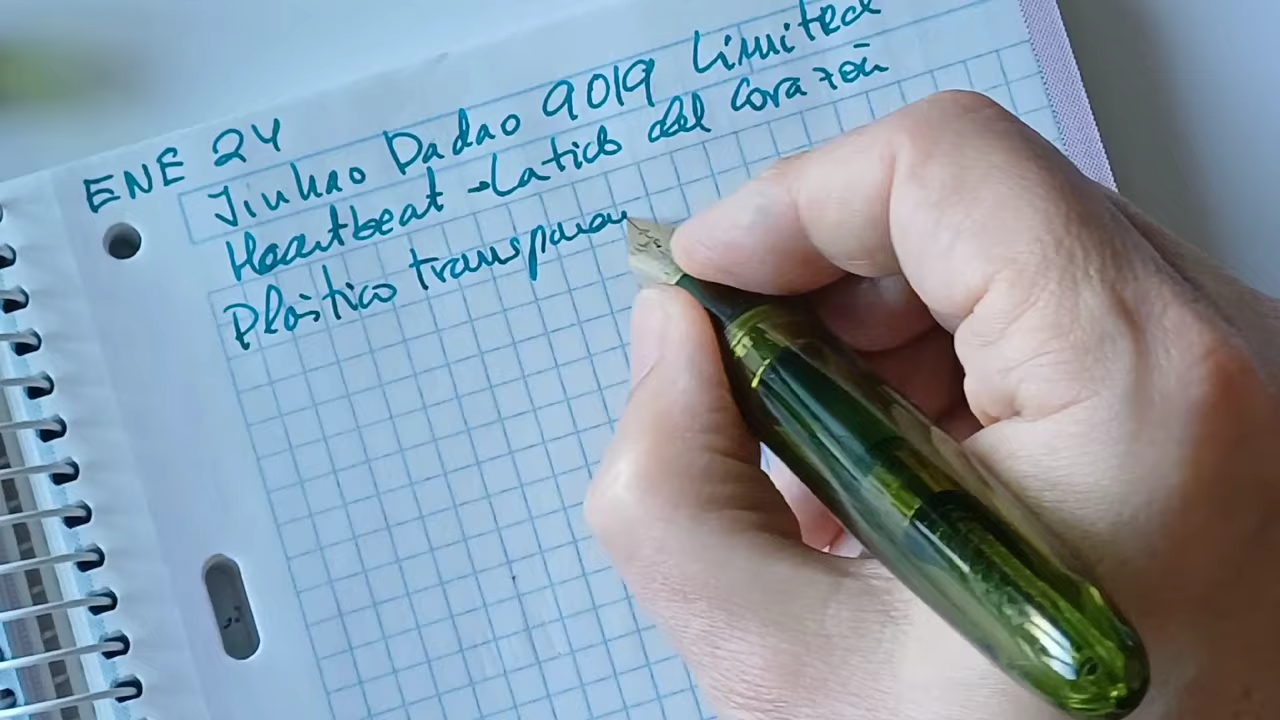 ENE 24
Jinhao Dadao 9019 Limited
Heartbeat - Latido del Corazón
Plástico transparen